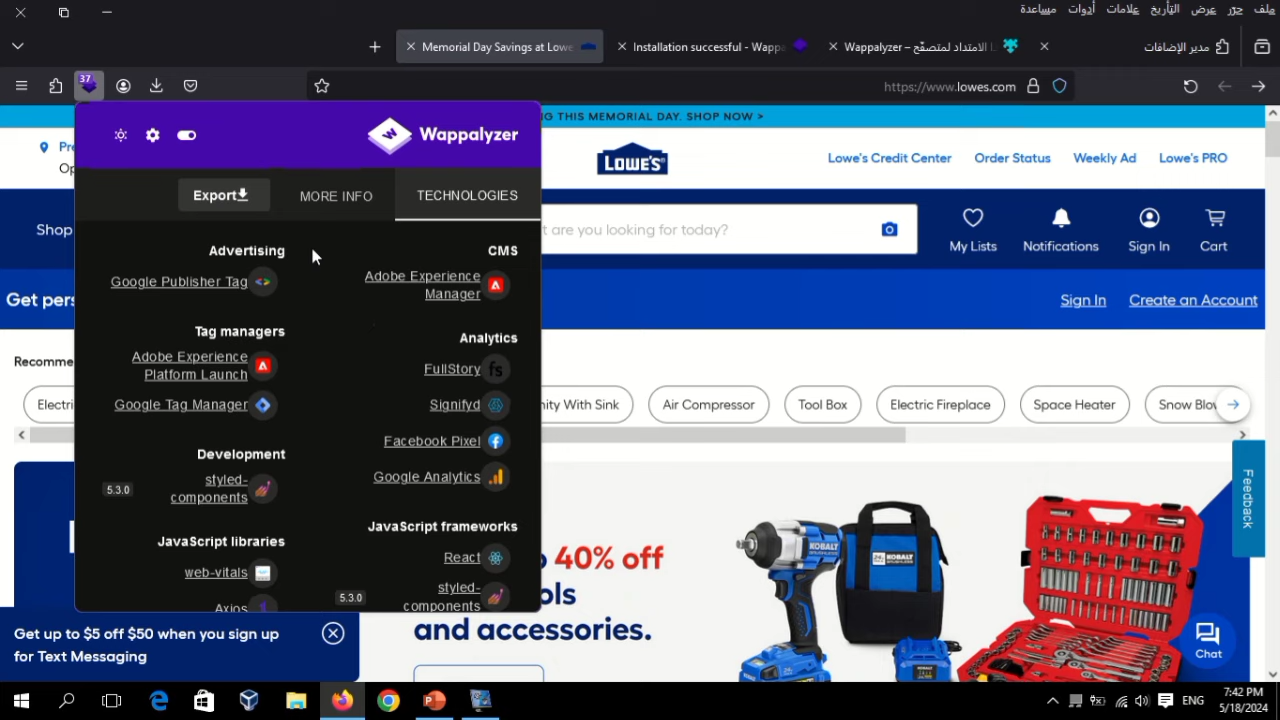 ملف
تحرير
عرض
التأريخ
علامات
أدوات
مساعدة
Memorial Day Savings at Lowe
Installation successful - Wappa
Wappalyzer –
الامتداد لمتصفّح
مدير الإضافات
37
https://www.lowes.com
G THIS MEMORIAL DAY. SHOP NOW >
Wappalyzer
Pre
Op
LOWE'S
Lowe's Credit Center
Order Status
Weekly Ad
Lowe's PRO
Export
MORE INFO
TECHNOLOGIES
Shop
t are you looking for today?
My Lists
Notifications
Sign In
Cart
Get pers
Sign In
Create an Account
Advertising
Google Publisher Tag
Tag managers
Adobe Experience
Platform Launch
Google Tag Manager
Development
styled-
components
5.3.0
JavaScript libraries
web-vitals
Axios
CMS
Adobe Experience
Manager
Analytics
FullStory
Signifyd
Facebook Pixel
Google Analytics
JavaScript frameworks
React
styled-
components
5.3.0
Recomme
Electri
nity With Sink
Air Compressor
Tool Box
Electric Fireplace
Space Heater
Snow Blov
Feedback
40% off
ols
and accessories.
KOBALT
KOBALT
Get up to $5 off $50 when you sign up
for Text Messaging
Chat
ENG
7:42 PM
5/18/2024